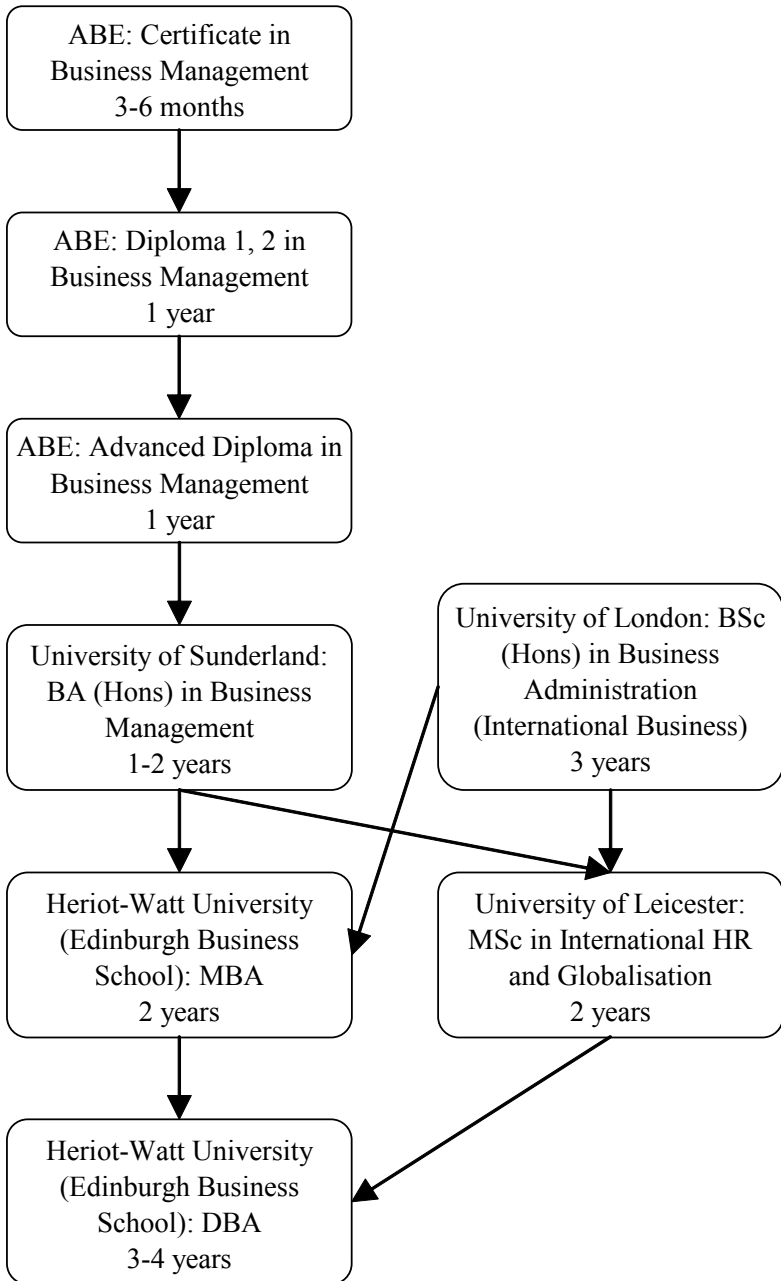 ABE: Certificate in
Business Management
3-6 months
ABE: Diploma 1, 2 in
Business Management
1 year
ABE: Advanced Diploma in
Business Management
1 year
University of Sunderland:
BA (Hons) in Business
Management
1-2 years
University of London: BSc
(Hons) in Business
Administration
(International Business)
3 years
Heriot-Watt University
(Edinburgh Business
School): MBA
2 years
University of Leicester:
MSc in International HR
and Globalisation
2 years
Heriot-Watt University
(Edinburgh Business
School): DBA
3-4 years